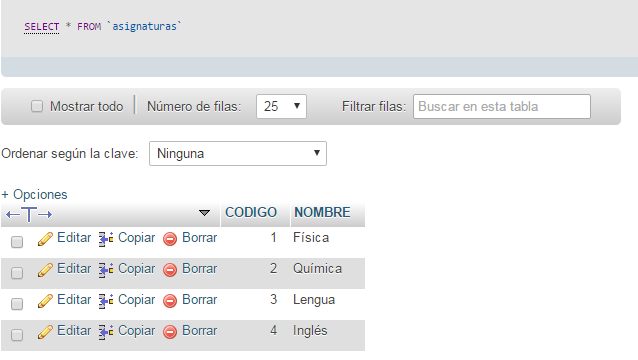 SELECT * FROM `asignaturas`
Mostrar todo Número de filas: 25 Filtrar filas: Buscar en esta tabla
Ordenar según la clave: Ninguna
+ Opciones
←T→ CODIGO NOMBRE
Editar Copiar Borrar 1 Física
Editar Copiar Borrar 2 Química
Editar Copiar Borrar 3 Lengua
Editar Copiar Borrar 4 Inglés